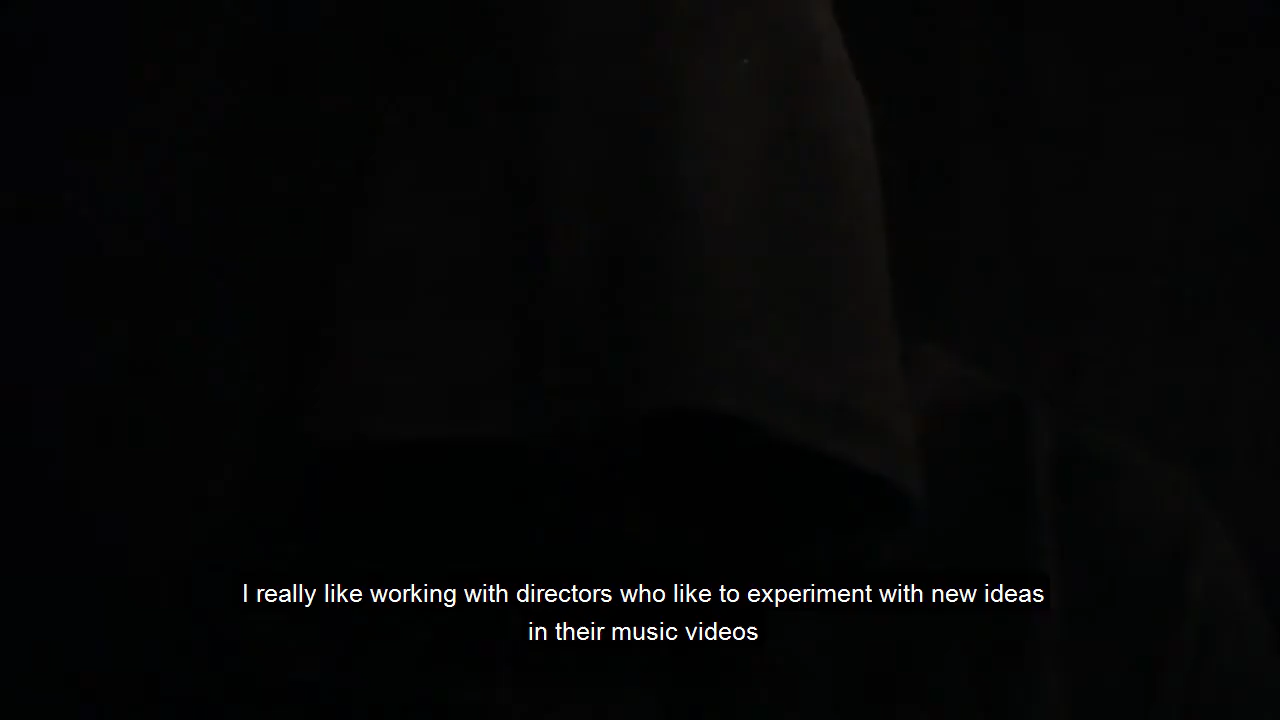 I really like working with directors who like to experiment with new ideas
in their music videos